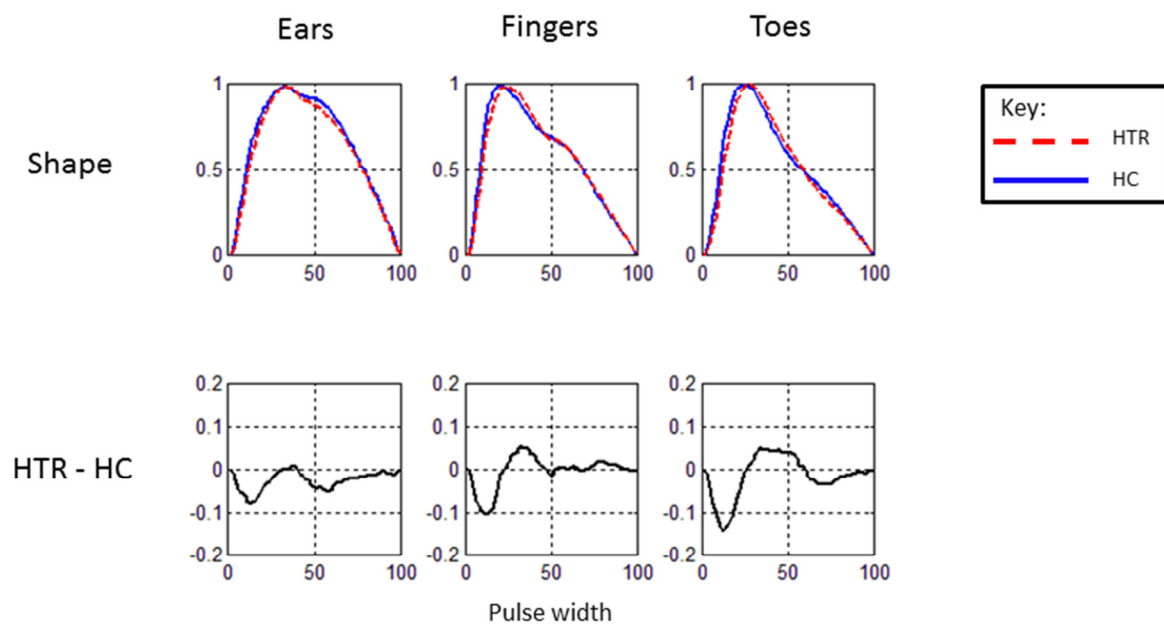 Ears Fingers Toes
Shape
1 1 1
0.5 0.5 0.5
0 0 0
0 50 100 0 50 100 0 50 100
Key:
HTR
HC
HTR - HC
0.2 0.2 0.2
0.1 0.1 0.1
0 0 0
-0.1 -0.1 -0.1
-0.2 -0.2 -0.2
0 50 100 0 50 100 0 50 100
Pulse width